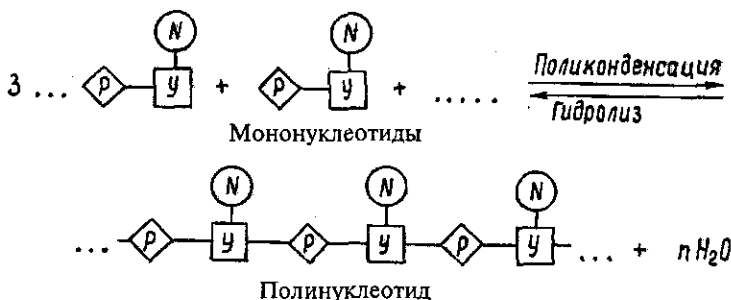 N N
3 ... P У + P У + ..... Поликонденсация
Гидролиз
Мононуклеотиды
N N N
... P У P У P У ... + nH₂O
Полинуклеотид